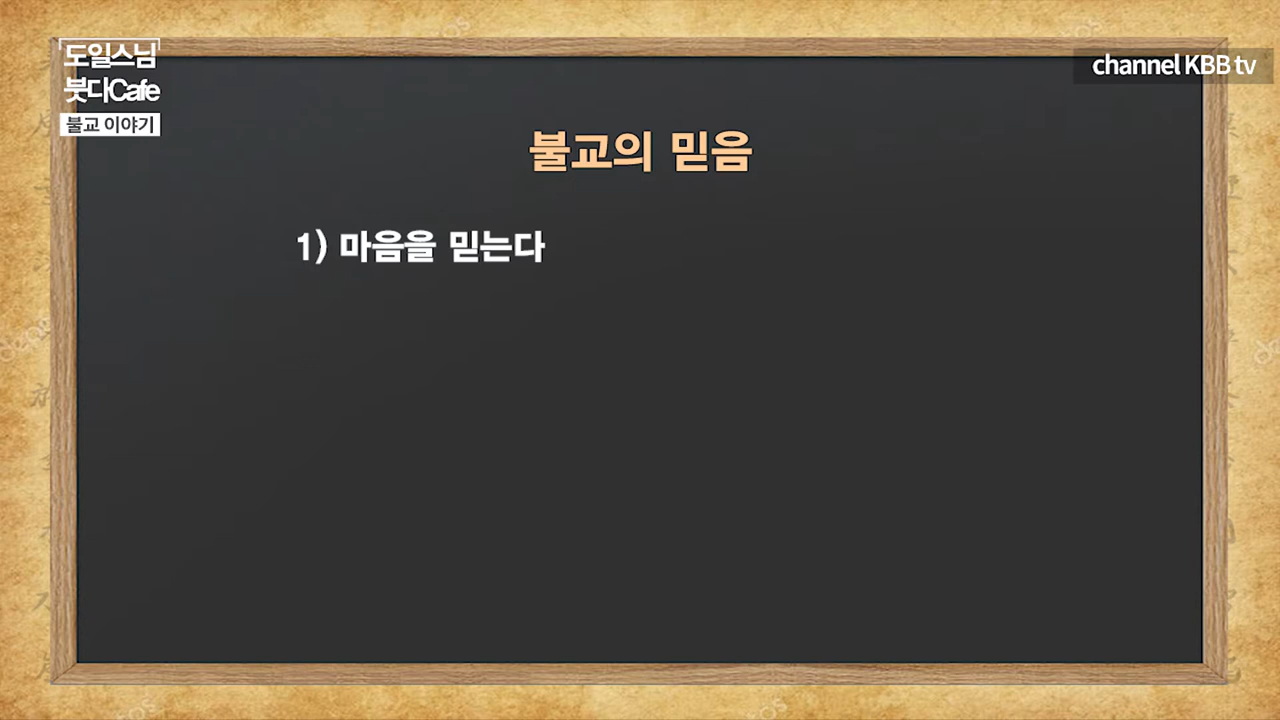 도일스님
붓다Cafe
불교 이야기
channel KBB tv
불교의 믿음
1) 마음을 믿는다